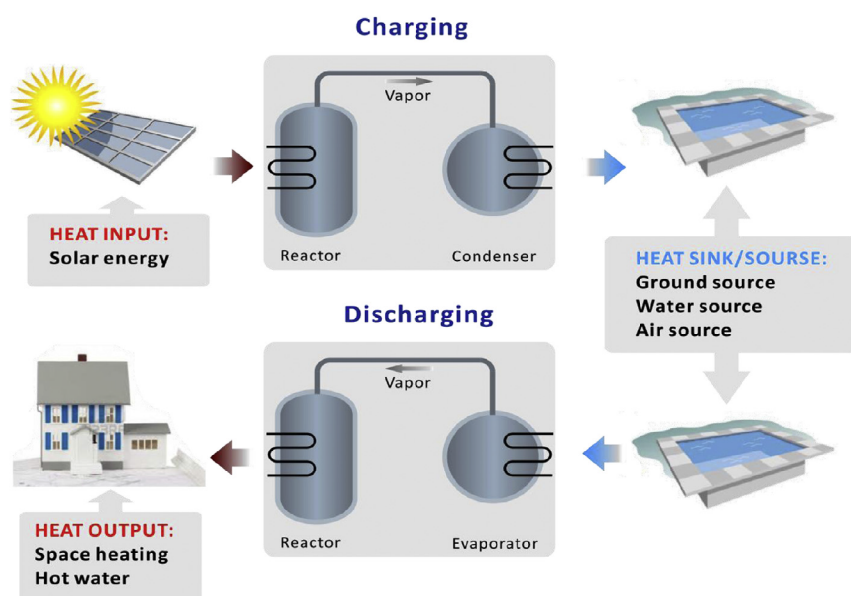 Charging
Vapor
Reactor
Condenser
HEAT INPUT:
Solar energy
HEAT SINK/SOURSE:
Ground source
Water source
Air source
Discharging
Vapor
Reactor
Evaporator
HEAT OUTPUT:
Space heating
Hot water